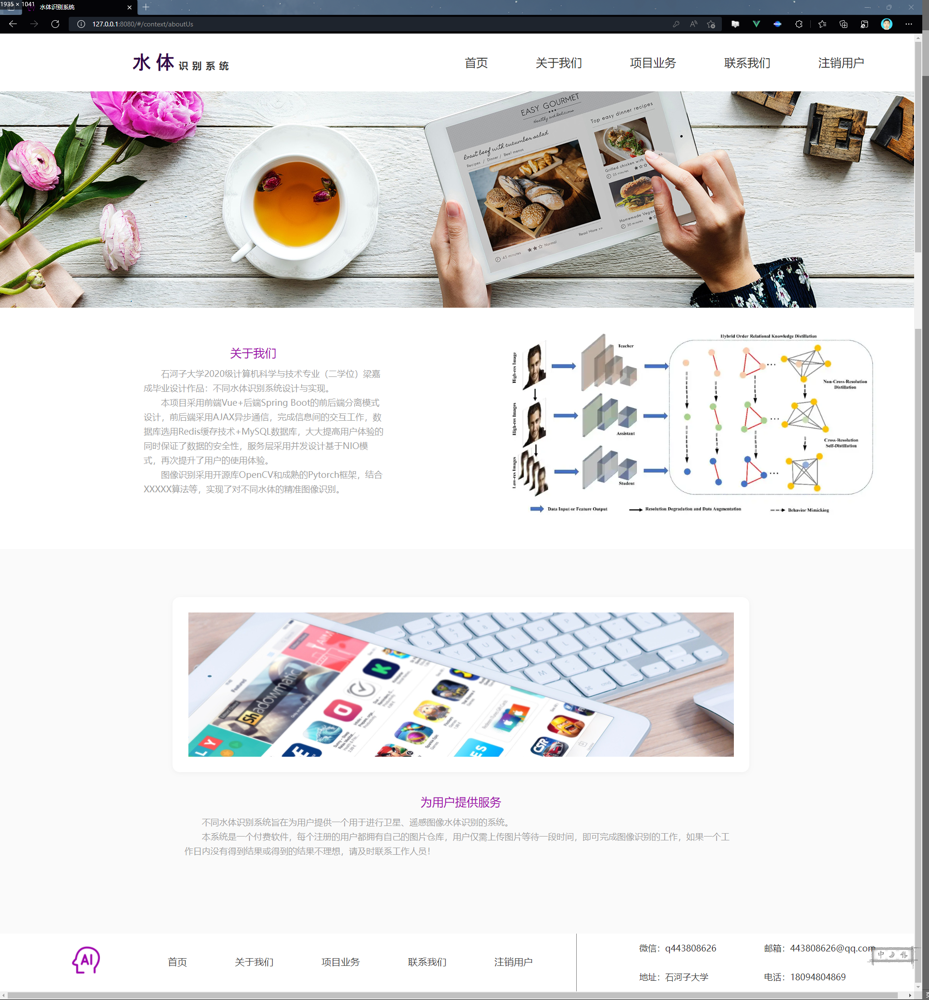 1935 × 1041
水体识别系统
127.0.0.1:8080/#/context/aboutUs
水体识别系统
首页 关于我们 项目业务 联系我们 注销用户
EASY GOURMET
Healthy and Delicious
Top easy dinner recipes
Roast beef with cucumber salad
Recipes / Dinner / Beef menus
Grilled chicken with
25 minutes
Homemade Vegan
30 minutes
Read More >>
45 minutes
Normal
关于我们
石河子大学2020级计算机科学与技术专业（二学位）梁嘉
成毕业设计作品：不同水体识别系统设计与实现。
本项目采用前端Vue+后端Spring Boot的前后端分离模式
设计，前后端采用AJAX异步通信，完成信息间的交互工作，数
据库选用Redis缓存技术+MySQL数据库，大大提高用户体验的
同时保证了数据的安全性，服务层采用并发设计基于NIO模
式，再次提升了用户的使用体验。
图像识别采用开源库OpenCV和成熟的Pytorch框架，结合
XXXXX算法等，实现了对不同水体的精准图像识别。
Hybrid Order Relational Knowledge Distillation
High-res Image
Teacher
Non-Cross-Resolution
Distillation
High-res Images
Assistant
Cross-Resolution
Self-Distillation
Low-res Images
Student
Data Input or Feature Output
Resolution Degradation and Data Augmentation
Behavior Mimicking
Featured
Shadowmatic
CSR
cmd
为用户提供服务
不同水体识别系统旨在为用户提供一个用于进行卫星、遥感图像水体识别的系统。
本系统是一个付费软件，每个注册的用户都拥有自己的图片仓库，用户仅需上传图片等待一段时间，即可完成图像识别的工作，如果一个工
作日内没有得到结果或得到的结果不理想，请及时联系工作人员！
AI
首页 关于我们 项目业务 联系我们 注销用户
微信：q443808626 邮箱：443808626@qq.com
地址：石河子大学 电话：18094804869
中